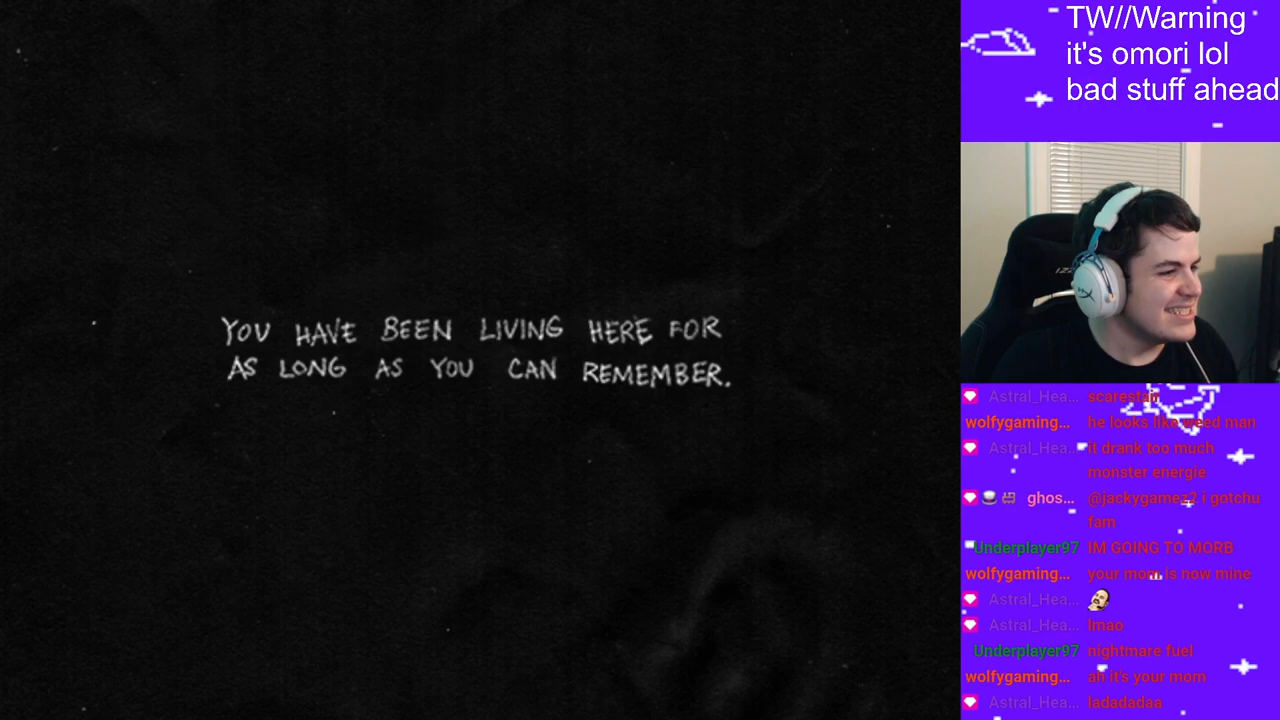 TW//Warning
it's omori lol
bad stuff ahead
YOU HAVE BEEN LIVING HERE FOR
AS LONG AS YOU CAN REMEMBER.
Astral_Hea...
wolfygaming... he looks like weed man
Astral_Hea... it drank too much
monster energie
ghos... @jackygamez2 i gotchu
fam
Underplayer97 IM GOING TO MORB
wolfygaming... your mom is now mine
Astral_Hea...
Astral_Hea... lmao
Underplayer97 nightmare fuel
wolfygaming... ah it's your mom
Astral_Hea... ladadadaa